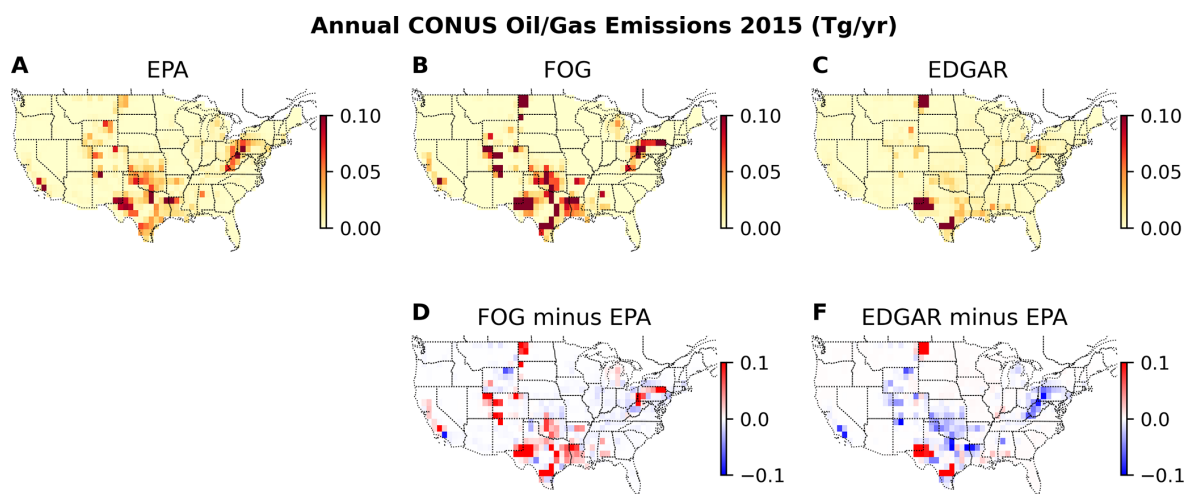 Annual CONUS Oil/Gas Emissions 2015 (Tg/yr)
A EPA
0.10
0.05
0.00
B FOG
0.10
0.05
0.00
C EDGAR
0.10
0.05
0.00
D FOG minus EPA
0.1
0.0
−0.1
F EDGAR minus EPA
0.1
0.0
−0.1